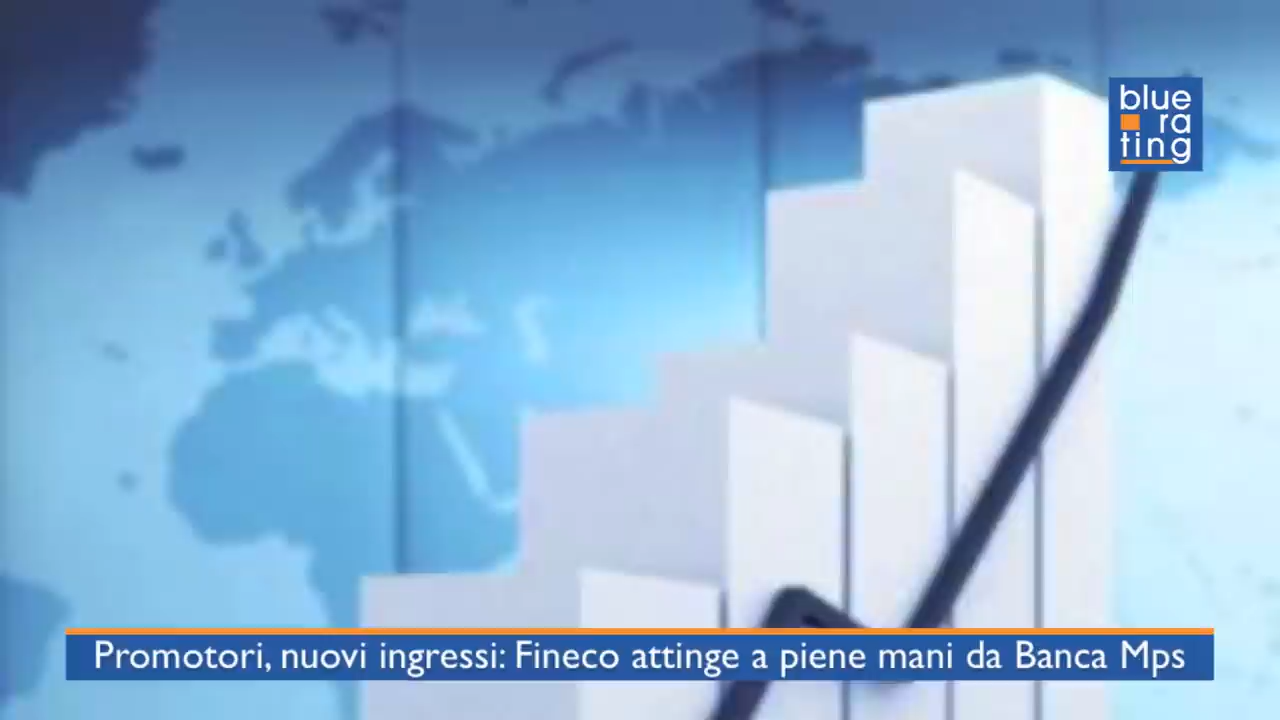 blue
ra
ting
Promotori, nuovi ingressi: Fineco attinge a piene mani da Banca Mps